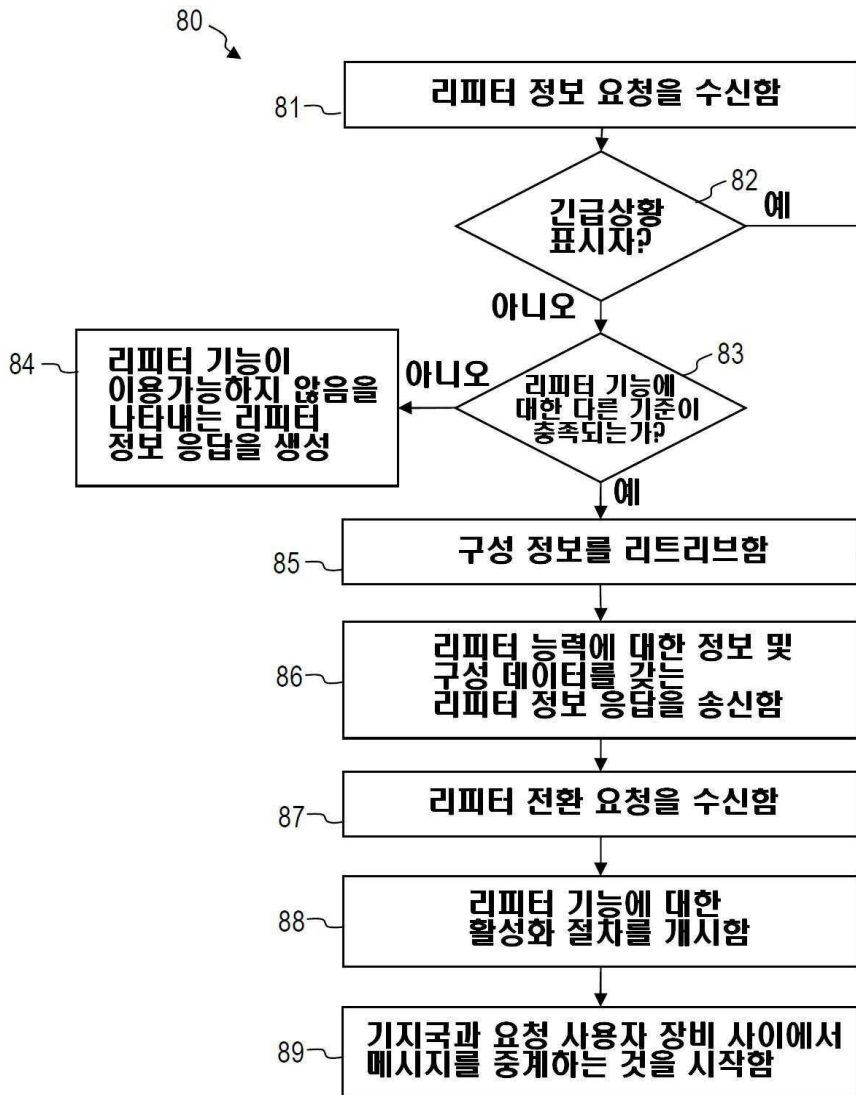 80
리피터 정보 요청을 수신함
81
82
긴급상황
표시자?
예
아니오
83
리피터 기능에
대한 다른 기준이
충족되는가?
아니오
84
리피터 기능이
이용가능하지 않음을
나타내는 리피터
정보 응답을 생성
예
구성 정보를 리트리브함
85
리피터 능력에 대한 정보 및
구성 데이터를 갖는
리피터 정보 응답을 송신함
86
리피터 전환 요청을 수신함
87
리피터 기능에 대한
활성화 절차를 개시함
88
기지국과 요청 사용자 장비 사이에서
메시지를 중계하는 것을 시작함
89